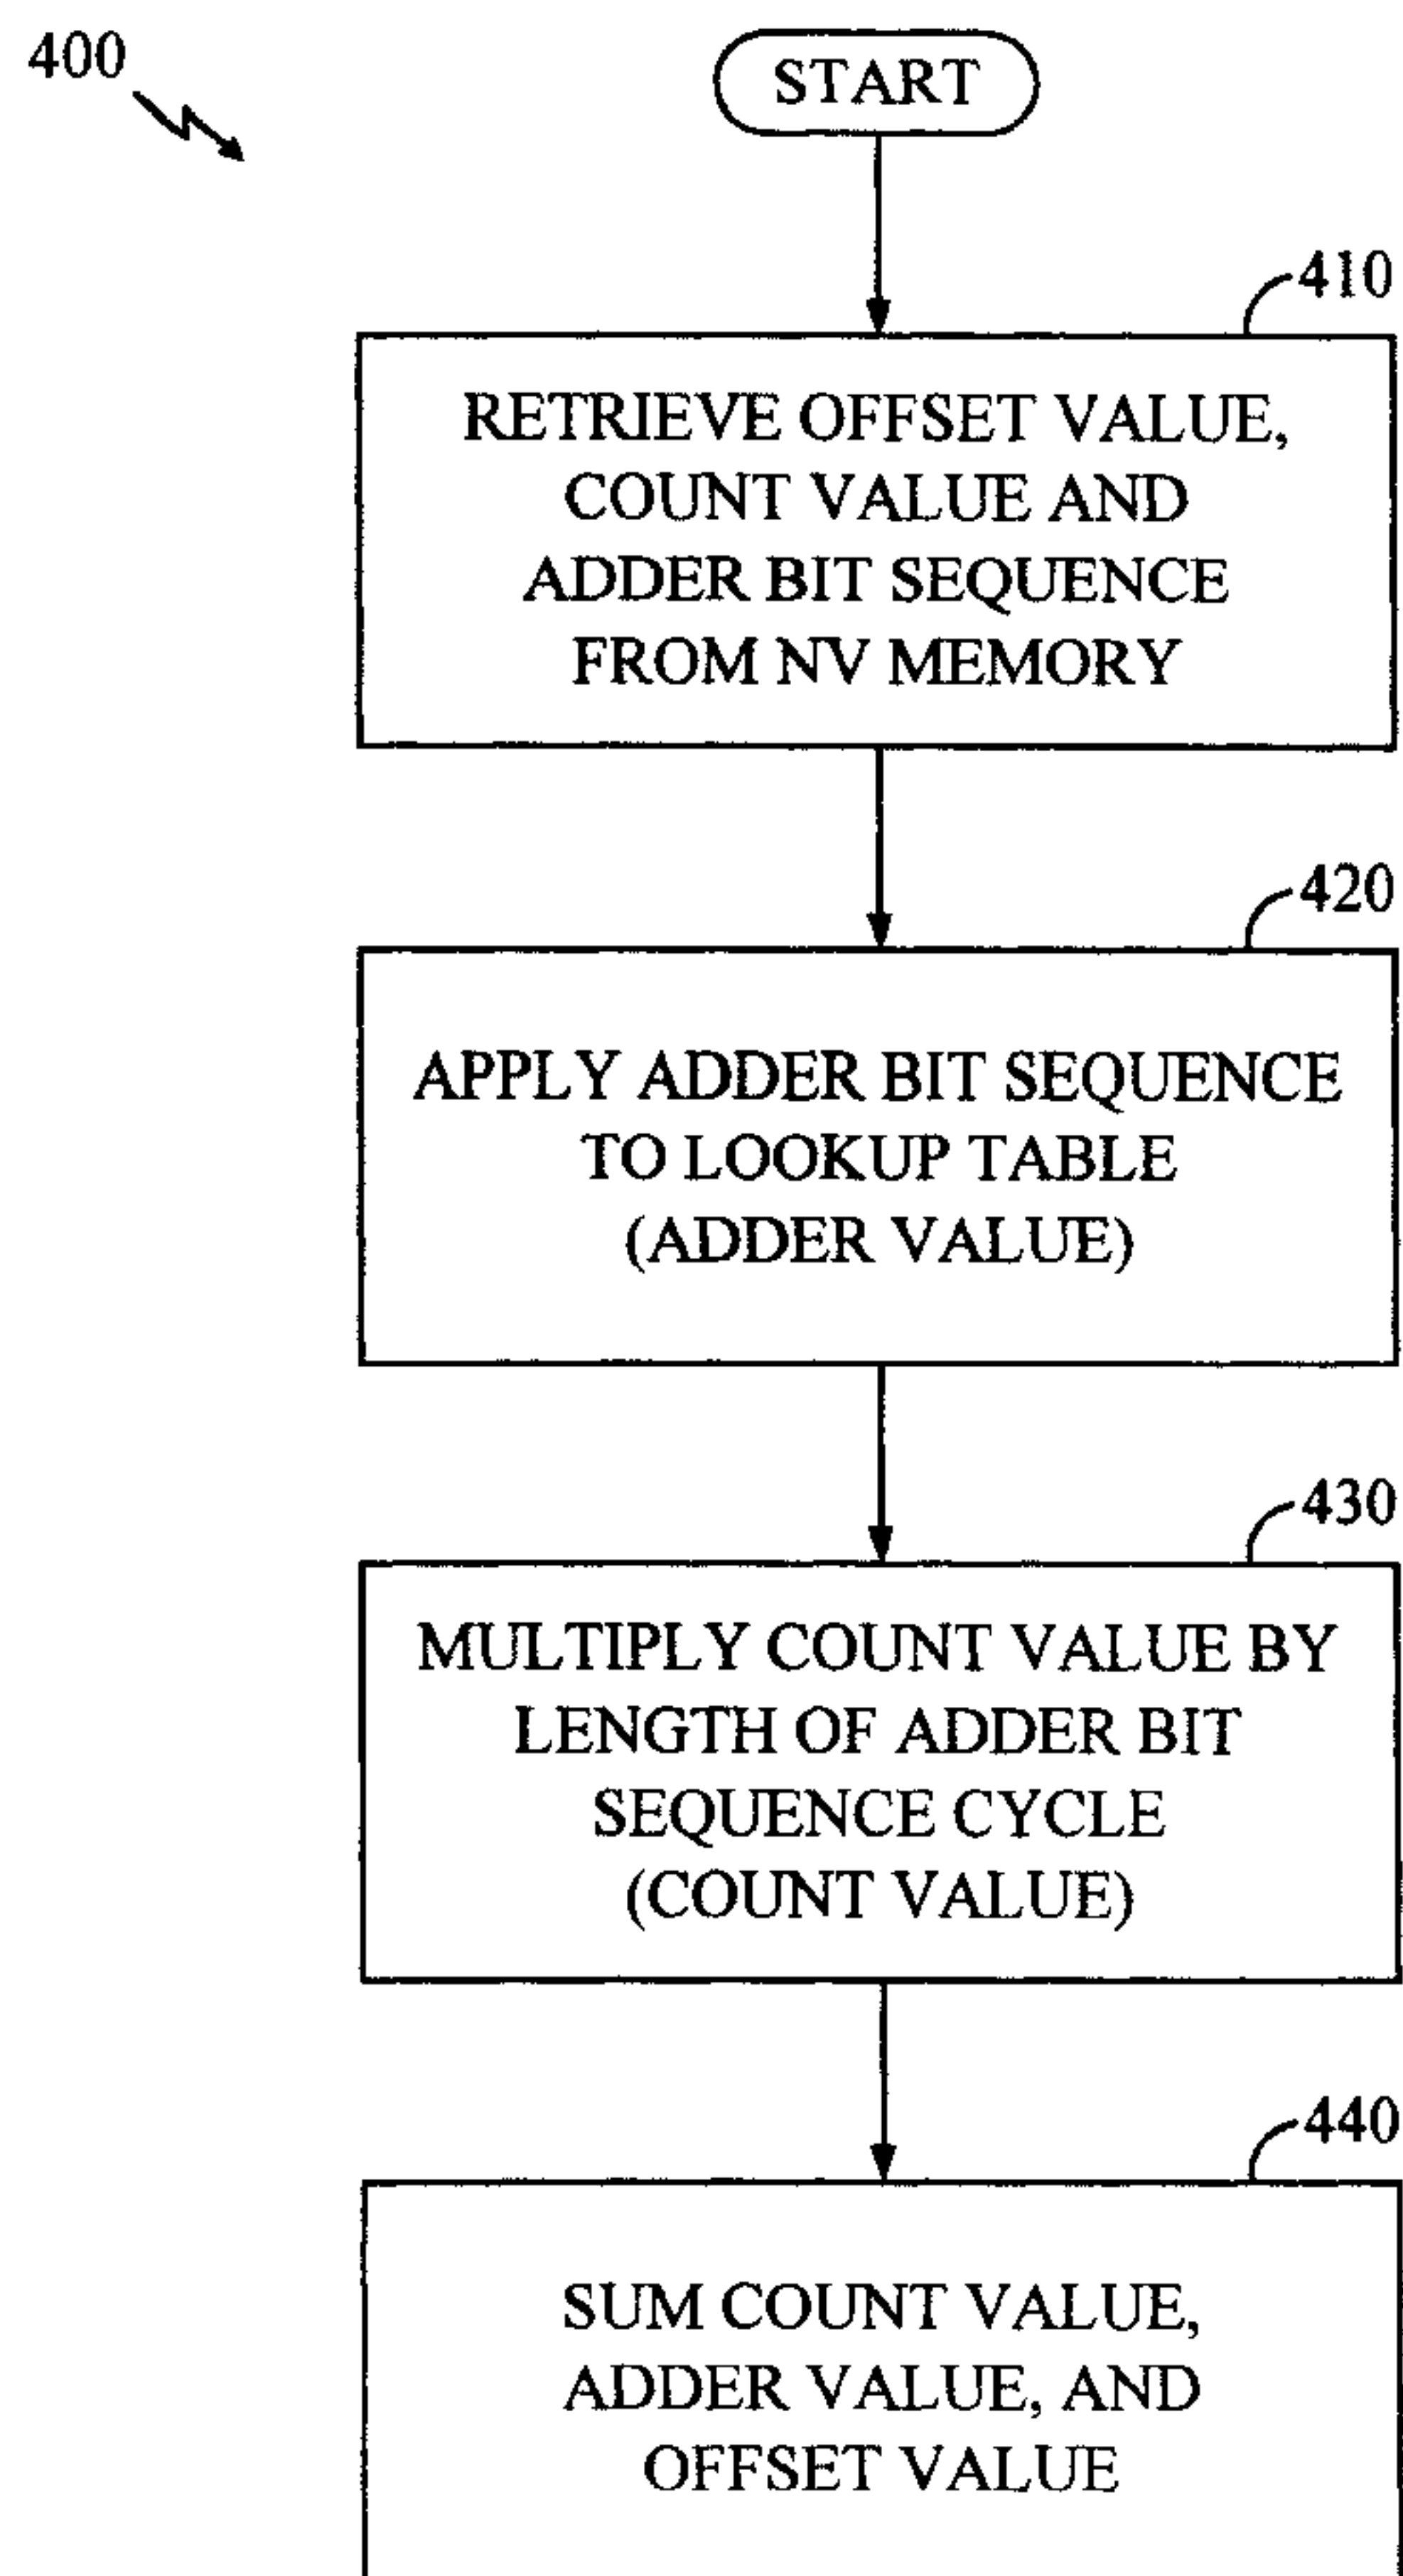 400
START
410
RETRIEVE OFFSET VALUE,
COUNT VALUE AND
ADDER BIT SEQUENCE
FROM NV MEMORY
420
APPLY ADDER BIT SEQUENCE
TO LOOKUP TABLE
(ADDER VALUE)
430
MULTIPLY COUNT VALUE BY
LENGTH OF ADDER BIT
SEQUENCE CYCLE
(COUNT VALUE)
440
SUM COUNT VALUE,
ADDER VALUE, AND
OFFSET VALUE